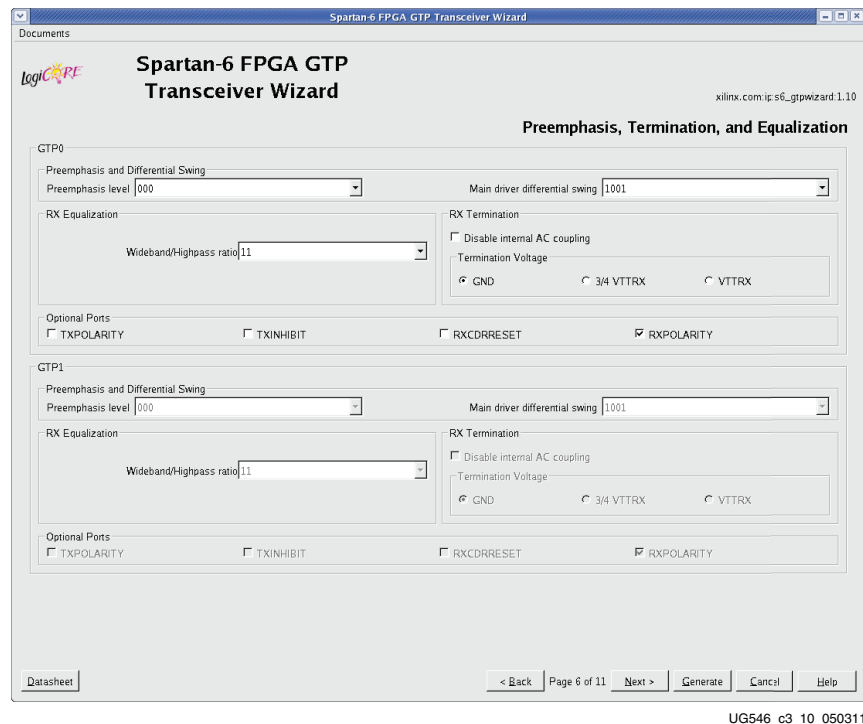 Spartan-6 FPGA GTP Transceiver Wizard
Documents
LogiCORE
Spartan-6 FPGA GTP
Transceiver Wizard
xilinx.com:ip:s6_gtpwizard:1.10
Preemphasis, Termination, and Equalization
GTP0
Preemphasis and Differential Swing
Preemphasis level 000 Main driver differential swing 1001
RX Equalization
Wideband/Highpass ratio 11
RX Termination
Disable internal AC coupling
Termination Voltage
GND 3/4 VTTRX VTTRX
Optional Ports
TXPOLARITY TXINHIBIT RXCDRRESET RXPOLARITY
GTP1
Preemphasis and Differential Swing
Preemphasis level 000 Main driver differential swing 1001
RX Equalization
Wideband/Highpass ratio 11
RX Termination
Disable internal AC coupling
Termination Voltage
GND 3/4 VTTRX VTTRX
Optional Ports
TXPOLARITY TXINHIBIT RXCDRRESET RXPOLARITY
Datasheet < Back Page 6 of 11 Next > Generate Cancel Help
UG546_c3_10_050311